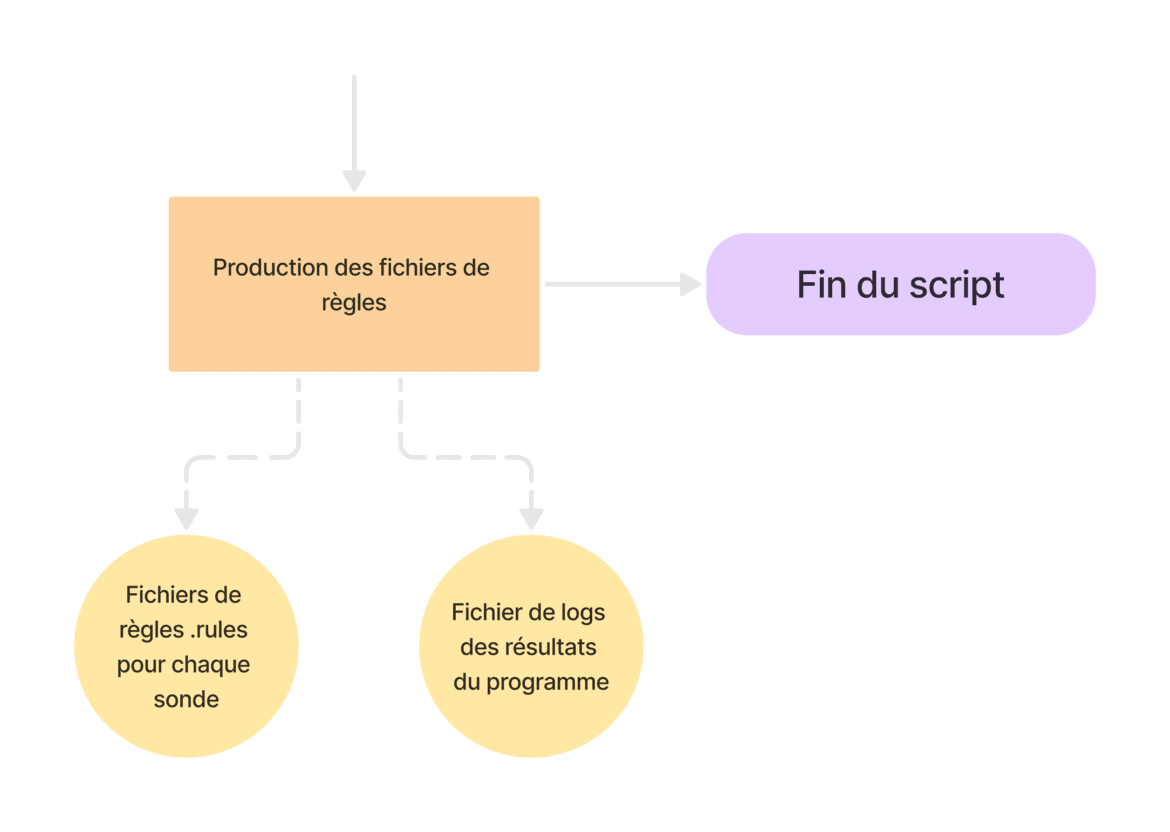 Production des fichiers de
règles
Fin du script
Fichiers de
règles .rules
pour chaque
sonde
Fichier de logs
des résultats
du programme